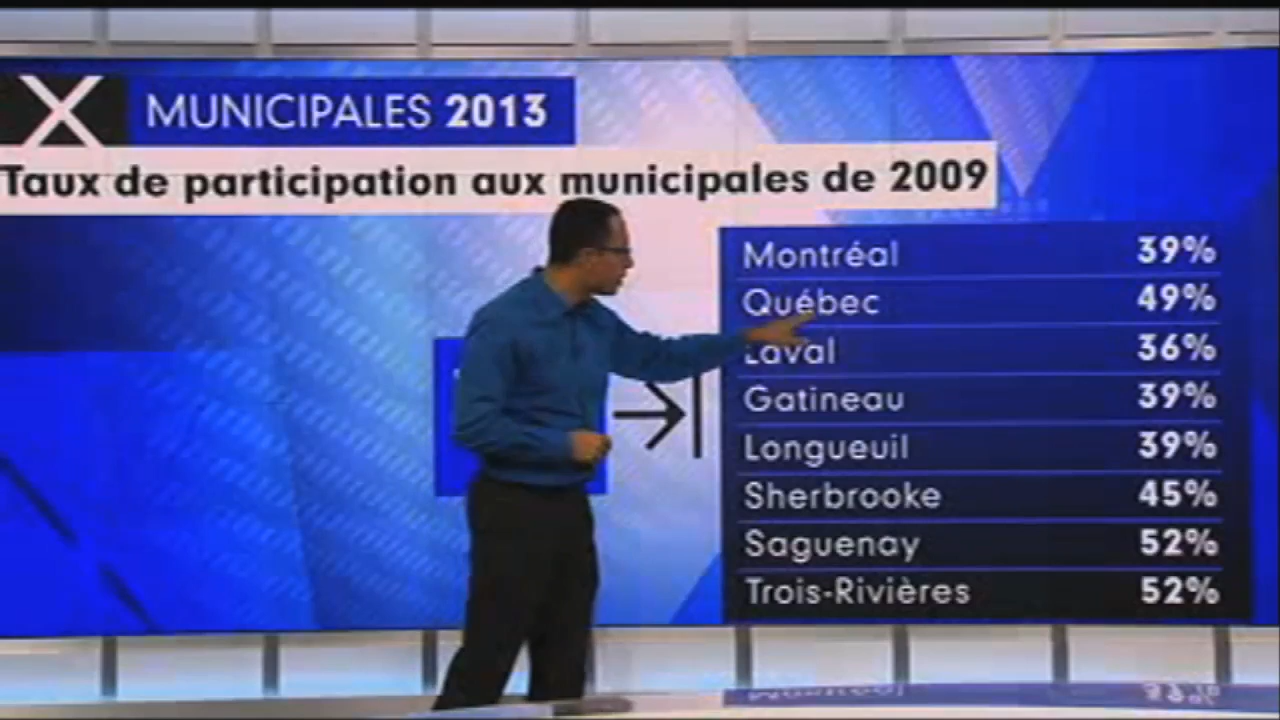 MUNICIPALES 2013
Taux de participation aux municipales de 2009
Montréal 39%
Québec 49%
Laval 36%
Gatineau 39%
Longueuil 39%
Sherbrooke 45%
Saguenay 52%
Trois-Rivières 52%